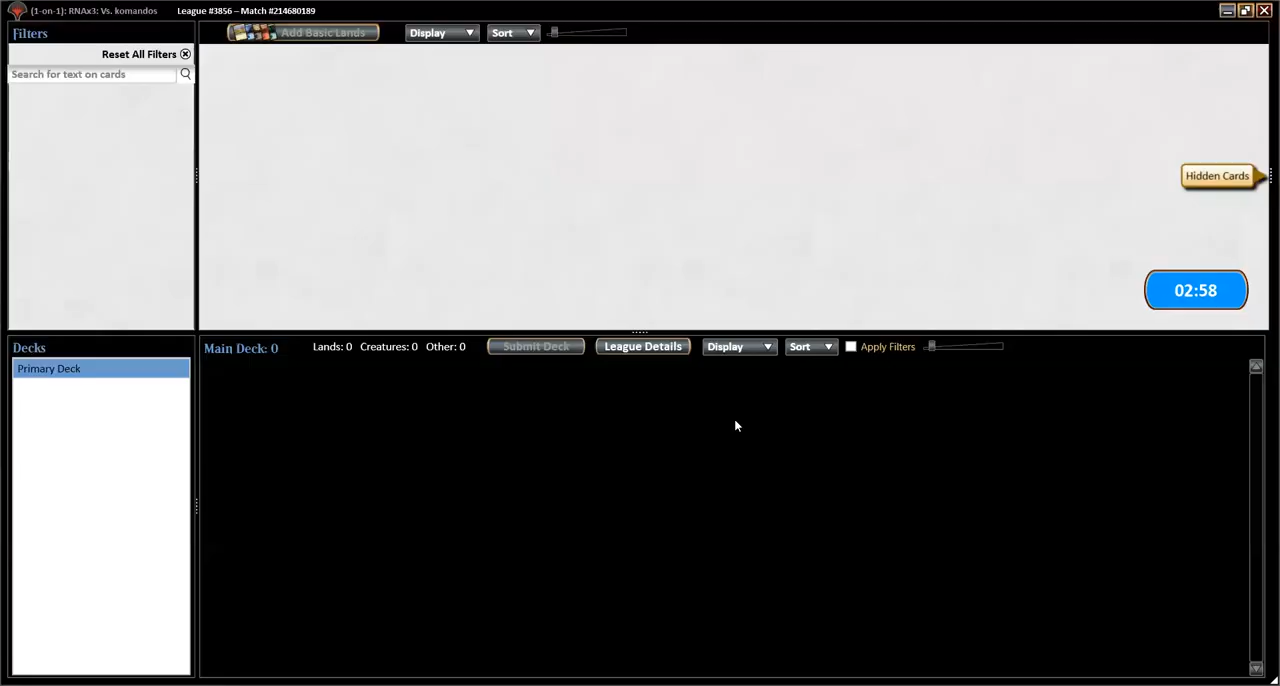 (1-on-1): RNAx3: Vs. komandos League #3856 – Match #214680189
Filters
Add Basic Lands Display Sort
Reset All Filters
Search for text on cards
Hidden Cards
02:58
Decks
Main Deck: 0 Lands: 0 Creatures: 0 Other: 0 Submit Deck League Details Display Sort Apply Filters
Primary Deck